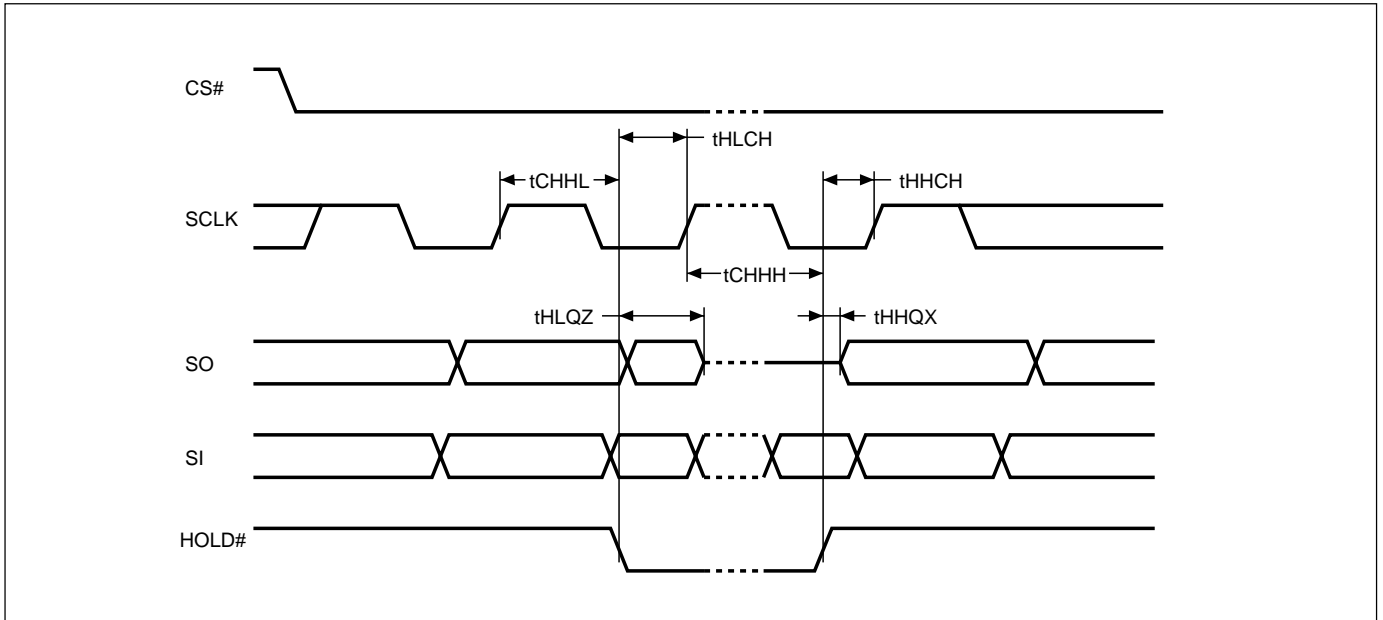 CS#
tHLCH
tCHHL
tHHCH
SCLK
tCHHH
tHLQZ
tHHQX
SO
SI
HOLD#